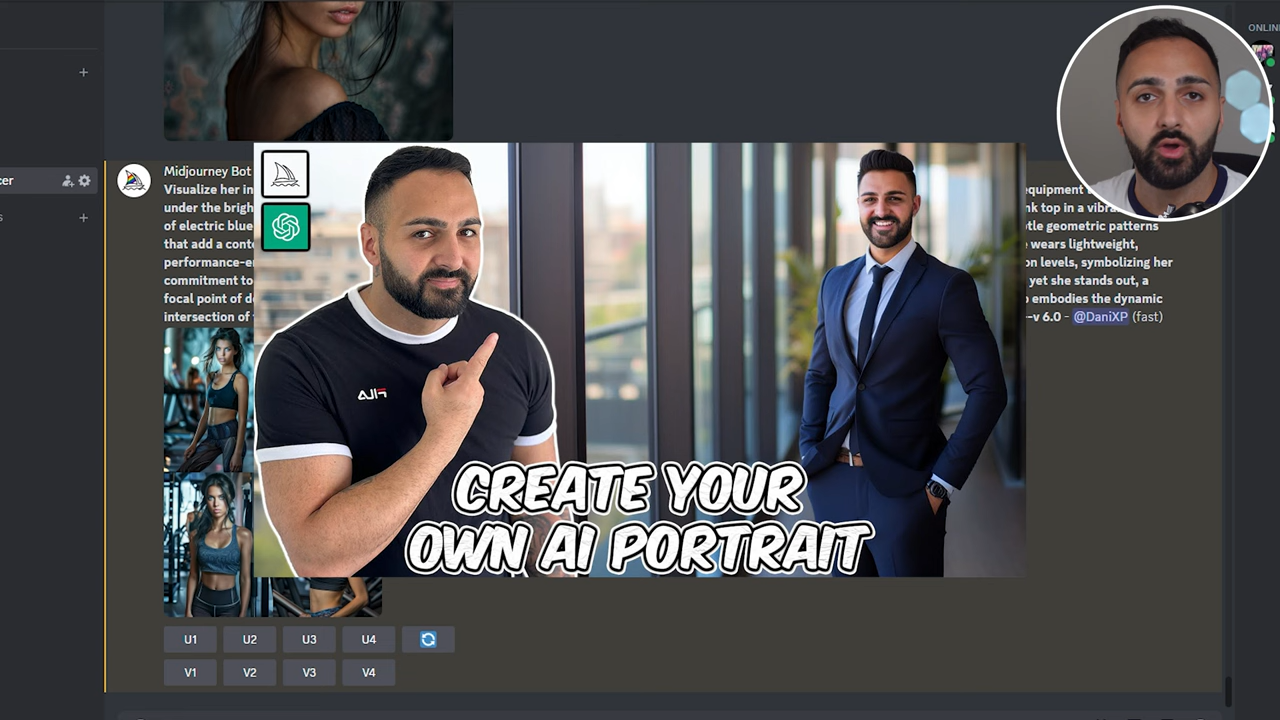 ONLIN
cer
Midjourney Bot
Visualize her in
equipment
under the brigh
nk top in a vibra
of electric blue
tle geometric patterns
that add a cont
wears lightweight,
performance-e
on levels, symbolizing her
commitment to
yet she stands out, a
focal point of d
embodies the dynamic
intersection of
--v 6.0 - @DaniXP (fast)
FILA
CREATE YOUR
OWN AI PORTRAIT
U1 U2 U3 U4
V1 V2 V3 V4